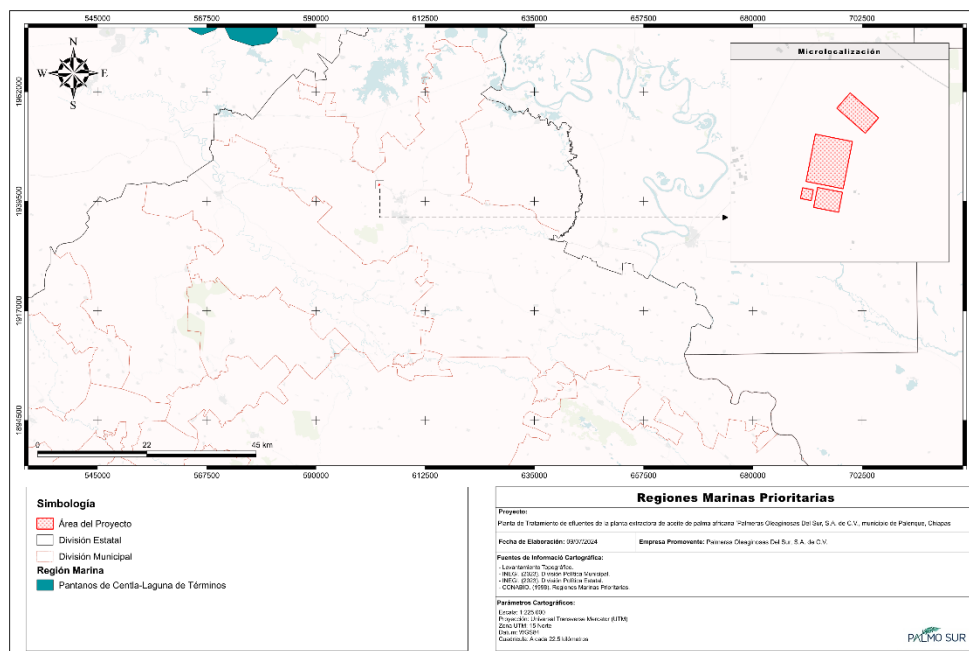 545000 567500 590000 612500 635000 657500 680000 702500
N
W E
S
Microlocalización
1962000
1939500
1917000
1894500
0 22 45 km
545000 567500 590000 612500 635000 657500 680000 702500
Simbología
Área del Proyecto
División Estatal
División Municipal
Región Marina
Pantanos de Centla-Laguna de Términos
Regiones Marinas Prioritarias
Proyecto:
Planta de Tratamiento de efluentes de la planta extractora de aceite de palma africana "Palmeras Oleaginosas Del Sur, S.A. de C.V., municipio de Palenque, Chiapas
Fecha de Elaboración: 09/07/2024 Empresa Promovente: Palmeras Oleaginosas Del Sur, S.A. de C.V.
Fuentes de Informació Cartográfica:
- Levantamiento Topográfico.
- INEGI. (2023). División Política Municipal.
- INEGI. (2023). División Política Estatal.
- CONABIO. (1998). Regiones Marinas Prioritarias.
Parámetros Cartográficos:
Escala: 1:225 000
Proyección: Universal Transverse Mercator (UTM)
Zona UTM: 15 Norte
Datum: WGS84
Cuadrícula: A cada 22.5 kilómetros
PALMO SUR